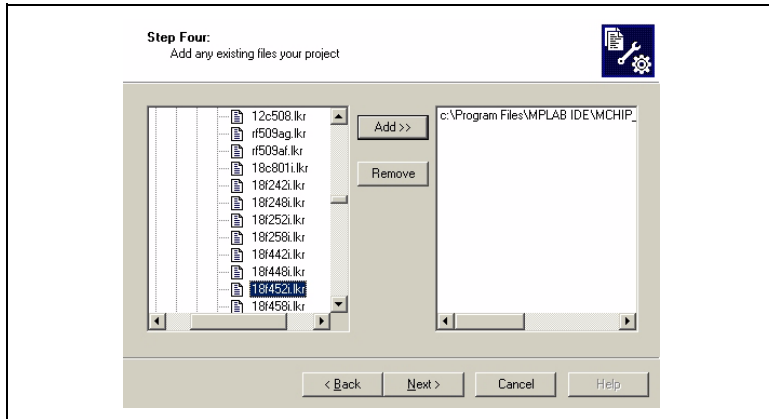 Step Four:
Add any existing files your project
12c508.lkr
rf509ag.lkr
rf509af.lkr
18c801i.lkr
18f242i.lkr
18f248i.lkr
18f252i.lkr
18f258i.lkr
18f442i.lkr
18f448i.lkr
18f452i.lkr
18f458i.lkr
Add >>
Remove
c:\Program Files\MPLAB IDE\MCHIP_
< Back
Next >
Cancel
Help